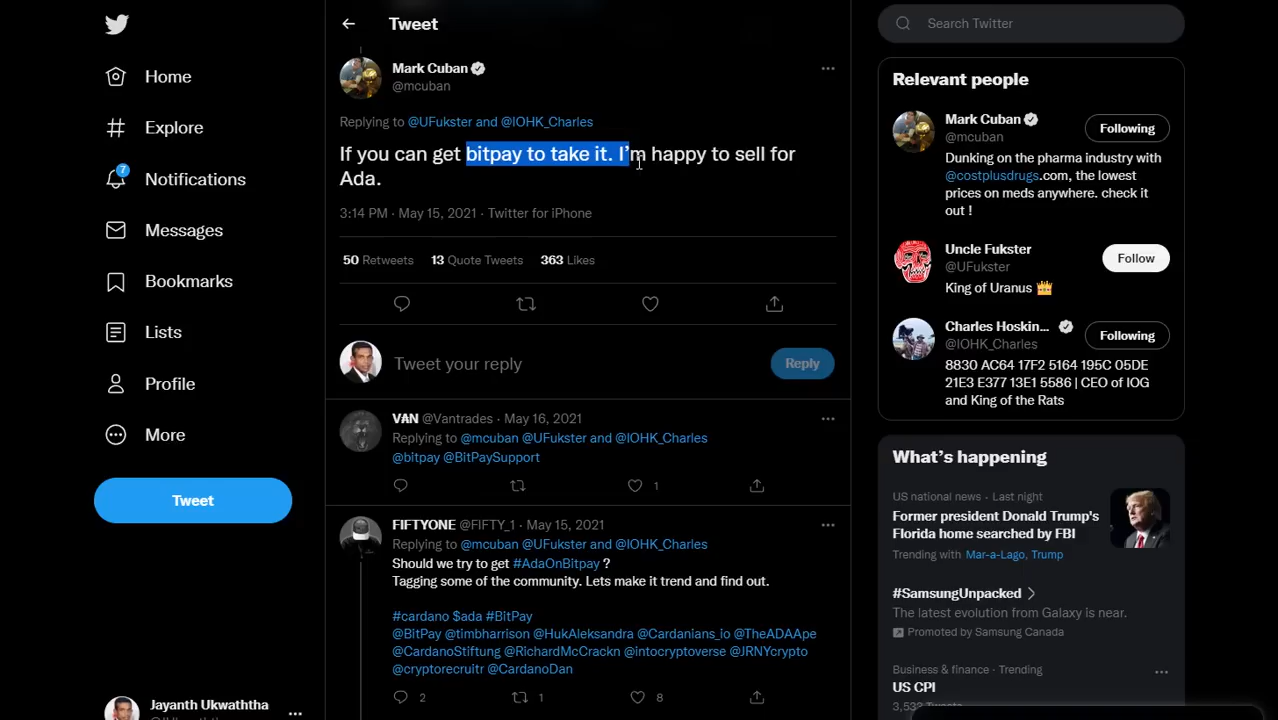 Tweet
Search Twitter
Home
Explore
7
Notifications
Messages
Bookmarks
Lists
Profile
More
Tweet
Jayanth Ukwaththa
Mark Cuban
@mcuban
Replying to @UFukster and @IOHK_Charles
If you can get bitpay to take it. I'm happy to sell for
Ada.
3:14 PM · May 15, 2021 · Twitter for iPhone
50 Retweets 13 Quote Tweets 363 Likes
Tweet your reply
Reply
VȺN @Vantrades · May 16, 2021
Replying to @mcuban @UFukster and @IOHK_Charles
@bitpay @BitPaySupport
1
FIFTYONE @FIFTY_1 · May 15, 2021
Replying to @mcuban @UFukster and @IOHK_Charles
Should we try to get #AdaOnBitpay ?
Tagging some of the community. Lets make it trend and find out.
#cardano $ada #BitPay
@BitPay @timbharrison @HukAleksandra @Cardanians_io @TheADAApe
@CardanoStiftung @RichardMcCrackn @intocryptoverse @JRNYcrypto
@cryptorecruitr @CardanoDan
2 1 8
Relevant people
Mark Cuban
@mcuban
Following
Dunking on the pharma industry with
@costplusdrugs.com, the lowest
prices on meds anywhere. check it
out !
Uncle Fukster
@UFukster
Follow
King of Uranus 👑
Charles Hoskin...
@IOHK_Charles
Following
8830 AC64 17F2 5164 195C 05DE
21E3 E377 13E1 5586 | CEO of IOG
and King of the Rats
What's happening
US national news · Last night
Former president Donald Trump's
Florida home searched by FBI
Trending with Mar-a-Lago, Trump
#SamsungUnpacked
The latest evolution from Galaxy is near.
Promoted by Samsung Canada
Business & finance · Trending
US CPI